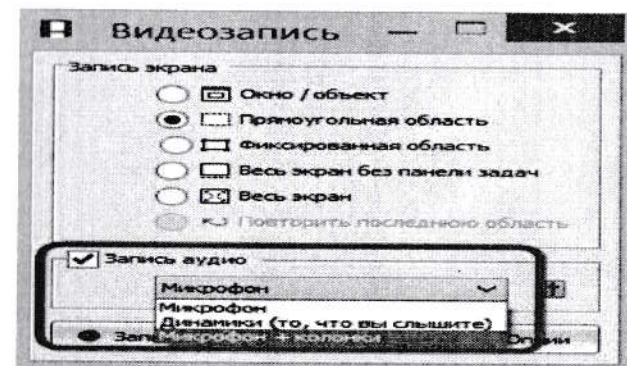 Видеозапись
Запись экрана
Окно / объект
Прямоугольная область
Фиксированная область
Весь экран без панели задач
Весь экран
Повторить последнюю область
Запись аудио
Микрофон
Микрофон
Динамики (то, что вы слышите)
Микрофон + колонки